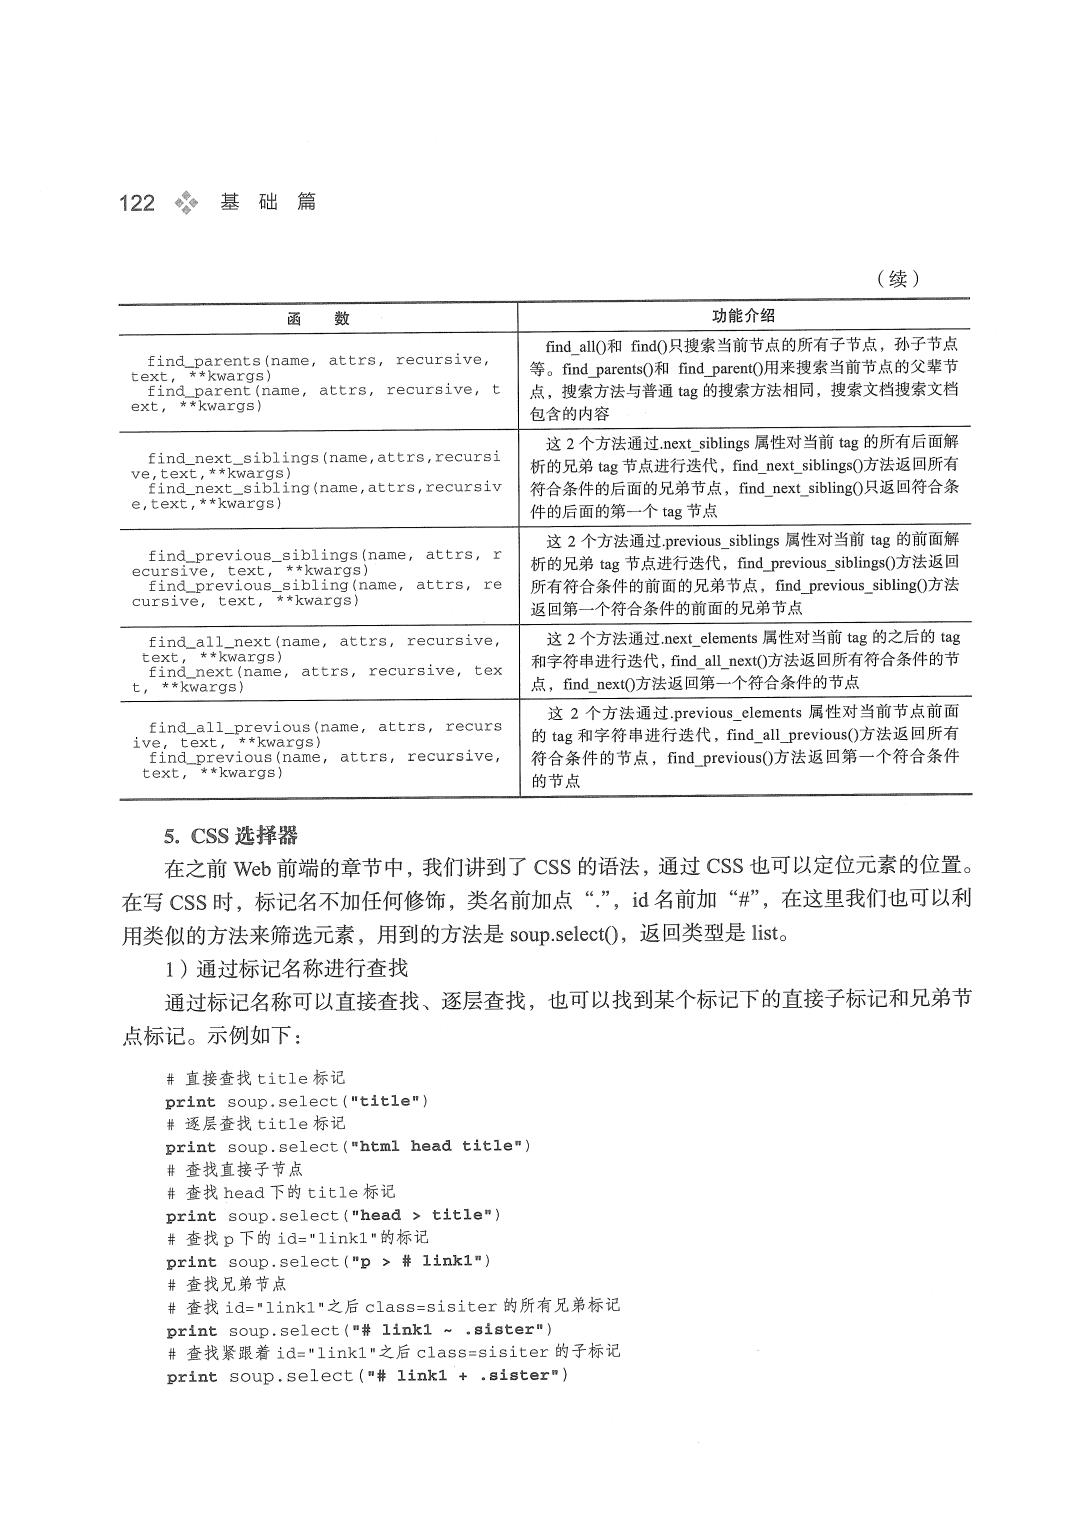 122 基 础 篇
（续）
函 数
功能介绍
find_parents(name, attrs, recursive,
text, **kwargs)
find_parent(name, attrs, recursive, t
ext, **kwargs)
find_all()和 find()只搜索当前节点的所有子节点，孙子节点
等。find_parents()和 find_parent()用来搜索当前节点的父辈节
点，搜索方法与普通 tag 的搜索方法相同，搜索文档搜索文档
包含的内容
find_next_siblings(name,attrs,recursi
ve,text,**kwargs)
find_next_sibling(name,attrs,recursiv
e,text,**kwargs)
这 2 个方法通过.next_siblings 属性对当前 tag 的所有后面解
析的兄弟 tag 节点进行迭代，find_next_siblings()方法返回所有
符合条件的后面的兄弟节点，find_next_sibling()只返回符合条
件的后面的第一个 tag 节点
find_previous_siblings(name, attrs, r
ecursive, text, **kwargs)
find_previous_sibling(name, attrs, re
cursive, text, **kwargs)
这 2 个方法通过.previous_siblings 属性对当前 tag 的前面解
析的兄弟 tag 节点进行迭代，find_previous_siblings()方法返回
所有符合条件的前面的兄弟节点，find_previous_sibling()方法
返回第一个符合条件的前面的兄弟节点
find_all_next(name, attrs, recursive,
text, **kwargs)
find_next(name, attrs, recursive, tex
t, **kwargs)
这 2 个方法通过.next_elements 属性对当前 tag 的之后的 tag
和字符串进行迭代，find_all_next()方法返回所有符合条件的节
点，find_next()方法返回第一个符合条件的节点
find_all_previous(name, attrs, recurs
ive, text, **kwargs)
find_previous(name, attrs, recursive,
text, **kwargs)
这 2 个方法通过.previous_elements 属性对当前节点前面
的 tag 和字符串进行迭代，find_all_previous()方法返回所有
符合条件的节点，find_previous()方法返回第一个符合条件
的节点
5. CSS 选择器
在之前 Web 前端的章节中，我们讲到了 CSS 的语法，通过 CSS 也可以定位元素的位置。
在写 CSS 时，标记名不加任何修饰，类名前加点“.”，id 名前加“#”，在这里我们也可以利
用类似的方法来筛选元素，用到的方法是 soup.select()，返回类型是 list。
1）通过标记名称进行查找
通过标记名称可以直接查找、逐层查找，也可以找到某个标记下的直接子标记和兄弟节
点标记。示例如下：
# 直接查找 title 标记
print soup.select("title")
# 逐层查找 title 标记
print soup.select("html head title")
# 查找直接子节点
# 查找 head 下的 title 标记
print soup.select("head > title")
# 查找 p 下的 id="link1"的标记
print soup.select("p > # link1")
# 查找兄弟节点
# 查找 id="link1"之后 class=sisiter 的所有兄弟标记
print soup.select("# link1 ~ .sister")
# 查找紧跟着 id="link1"之后 class=sisiter 的子标记
print soup.select("# link1 + .sister")